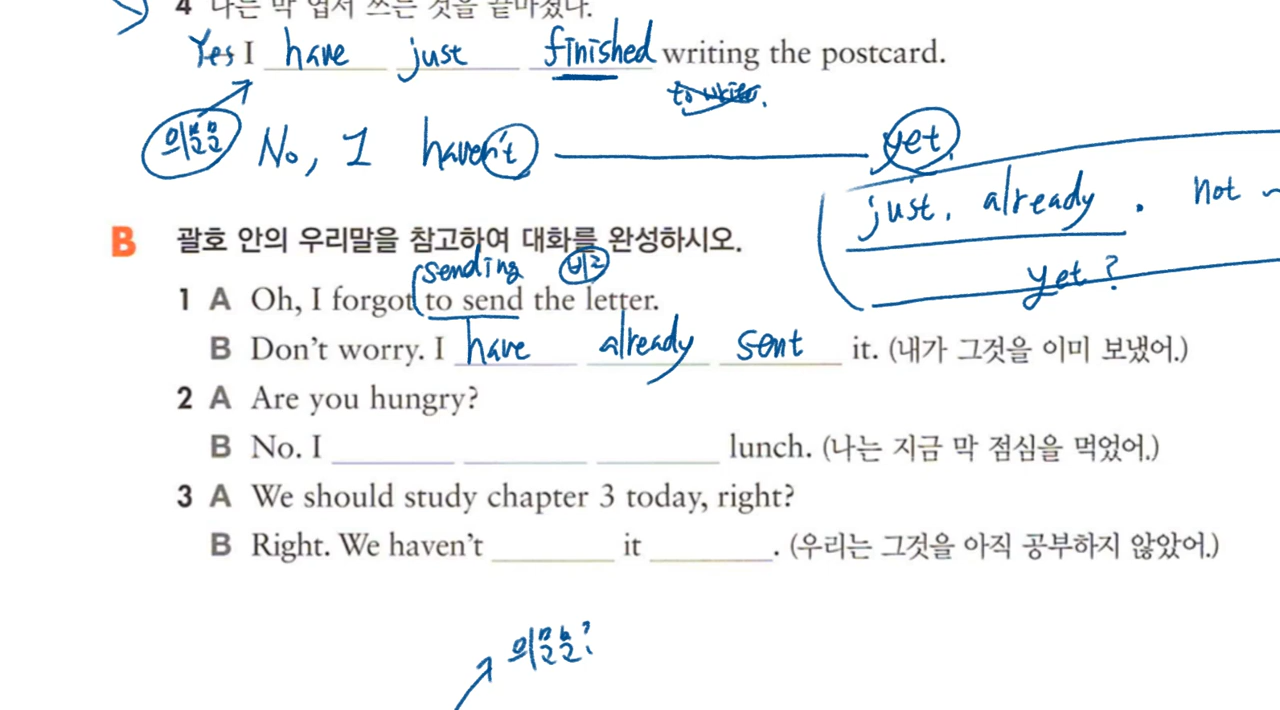 4 나는 막 엽서 쓰는 것을 끝마쳤다.
Yes I have just finished writing the postcard.
to write.
의문문 No, I haven't yet
just, already. not ~
yet?
B 괄호 안의 우리말을 참고하여 대화를 완성하시오.
sending 비교
1 A Oh, I forgot to send the letter.
B Don't worry. I have already sent it. (내가 그것을 이미 보냈어.)
2 A Are you hungry?
B No. I ______ ______ ______ lunch. (나는 지금 막 점심을 먹었어.)
3 A We should study chapter 3 today, right?
B Right. We haven't ______ it ______. (우리는 그것을 아직 공부하지 않았어.)
의문문?